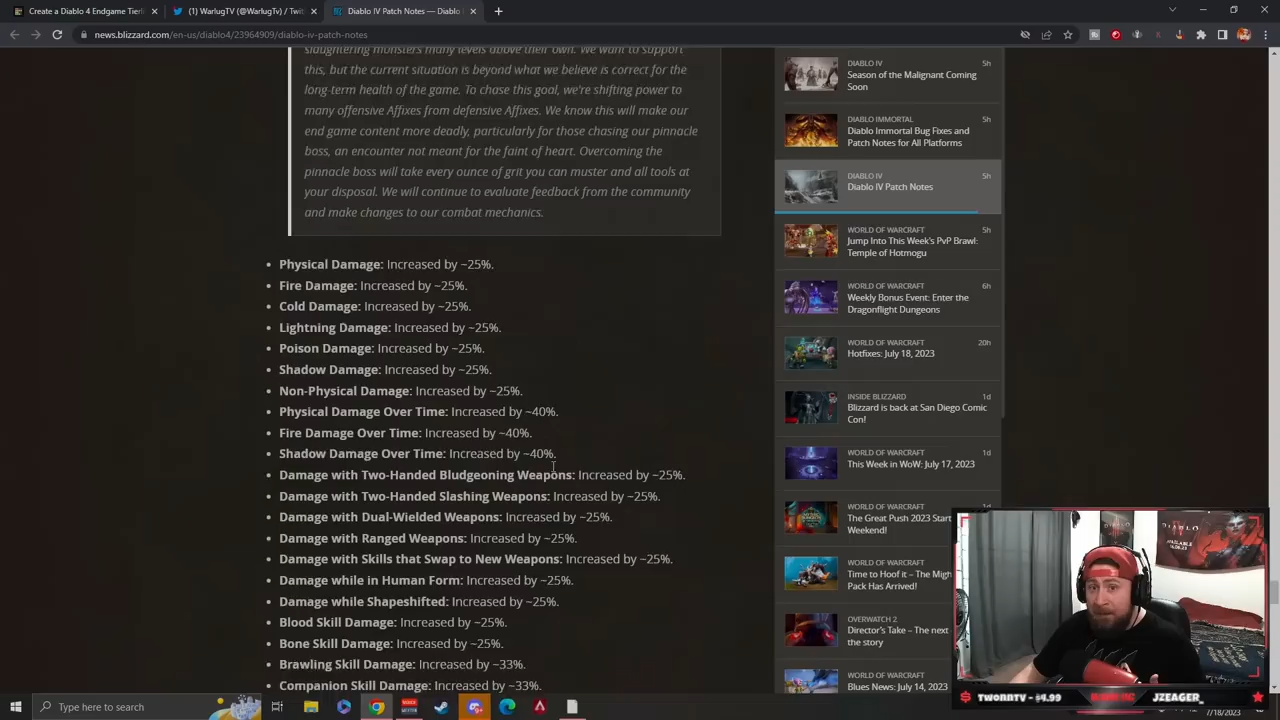 Create a Diablo 4 Endgame Tierli
WarlugTV (@WarlugTV) / Twitt
Diablo IV Patch Notes — Diablo I
news.blizzard.com/en-us/diablo4/23964909/diablo-iv-patch-notes
slaughtering monsters many levels above their own. We want to support
this, but the current situation is beyond what we believe is correct for the
long-term health of the game. To chase this goal, we're shifting power to
many offensive Affixes from defensive Affixes. We know this will make our
end game content more deadly, particularly for those chasing our pinnacle
boss, an encounter not meant for the faint of heart. Overcoming the
pinnacle boss will take every ounce of grit you can muster and all tools at
your disposal. We will continue to evaluate feedback from the community
and make changes to our combat mechanics.
• Physical Damage: Increased by ~25%.
• Fire Damage: Increased by ~25%.
• Cold Damage: Increased by ~25%.
• Lightning Damage: Increased by ~25%.
• Poison Damage: Increased by ~25%.
• Shadow Damage: Increased by ~25%.
• Non-Physical Damage: Increased by ~25%.
• Physical Damage Over Time: Increased by ~40%.
• Fire Damage Over Time: Increased by ~40%.
• Shadow Damage Over Time: Increased by ~40%.
• Damage with Two-Handed Bludgeoning Weapons: Increased by ~25%.
• Damage with Two-Handed Slashing Weapons: Increased by ~25%.
• Damage with Dual-Wielded Weapons: Increased by ~25%.
• Damage with Ranged Weapons: Increased by ~25%.
• Damage with Skills that Swap to New Weapons: Increased by ~25%.
• Damage while in Human Form: Increased by ~25%.
• Damage while Shapeshifted: Increased by ~25%.
• Blood Skill Damage: Increased by ~25%.
• Bone Skill Damage: Increased by ~25%.
• Brawling Skill Damage: Increased by ~33%.
• Companion Skill Damage: Increased by ~33%.
DIABLO IV 5h
Season of the Malignant Coming
Soon
DIABLO IMMORTAL 5h
Diablo Immortal Bug Fixes and
Patch Notes for All Platforms
DIABLO IV 5h
Diablo IV Patch Notes
WORLD OF WARCRAFT 5h
Jump Into This Week's PvP Brawl:
Temple of Hotmogu
WORLD OF WARCRAFT 6h
Weekly Bonus Event: Enter the
Dragonflight Dungeons
WORLD OF WARCRAFT 20h
Hotfixes: July 18, 2023
INSIDE BLIZZARD 1d
Blizzard is back at San Diego Comic
Con!
WORLD OF WARCRAFT 1d
This Week in WoW: July 17, 2023
WORLD OF WARCRAFT 1d
The Great Push 2023 Start
Weekend!
WORLD OF WARCRAFT
Time to Hoof it – The Migh
Pack Has Arrived!
OVERWATCH 2
Director's Take – The next
the story
WORLD OF WARCRAFT
Blues News: July 14, 2023
TWONNTV - $4.99
JZEAGER_
Type here to search
7/18/2023